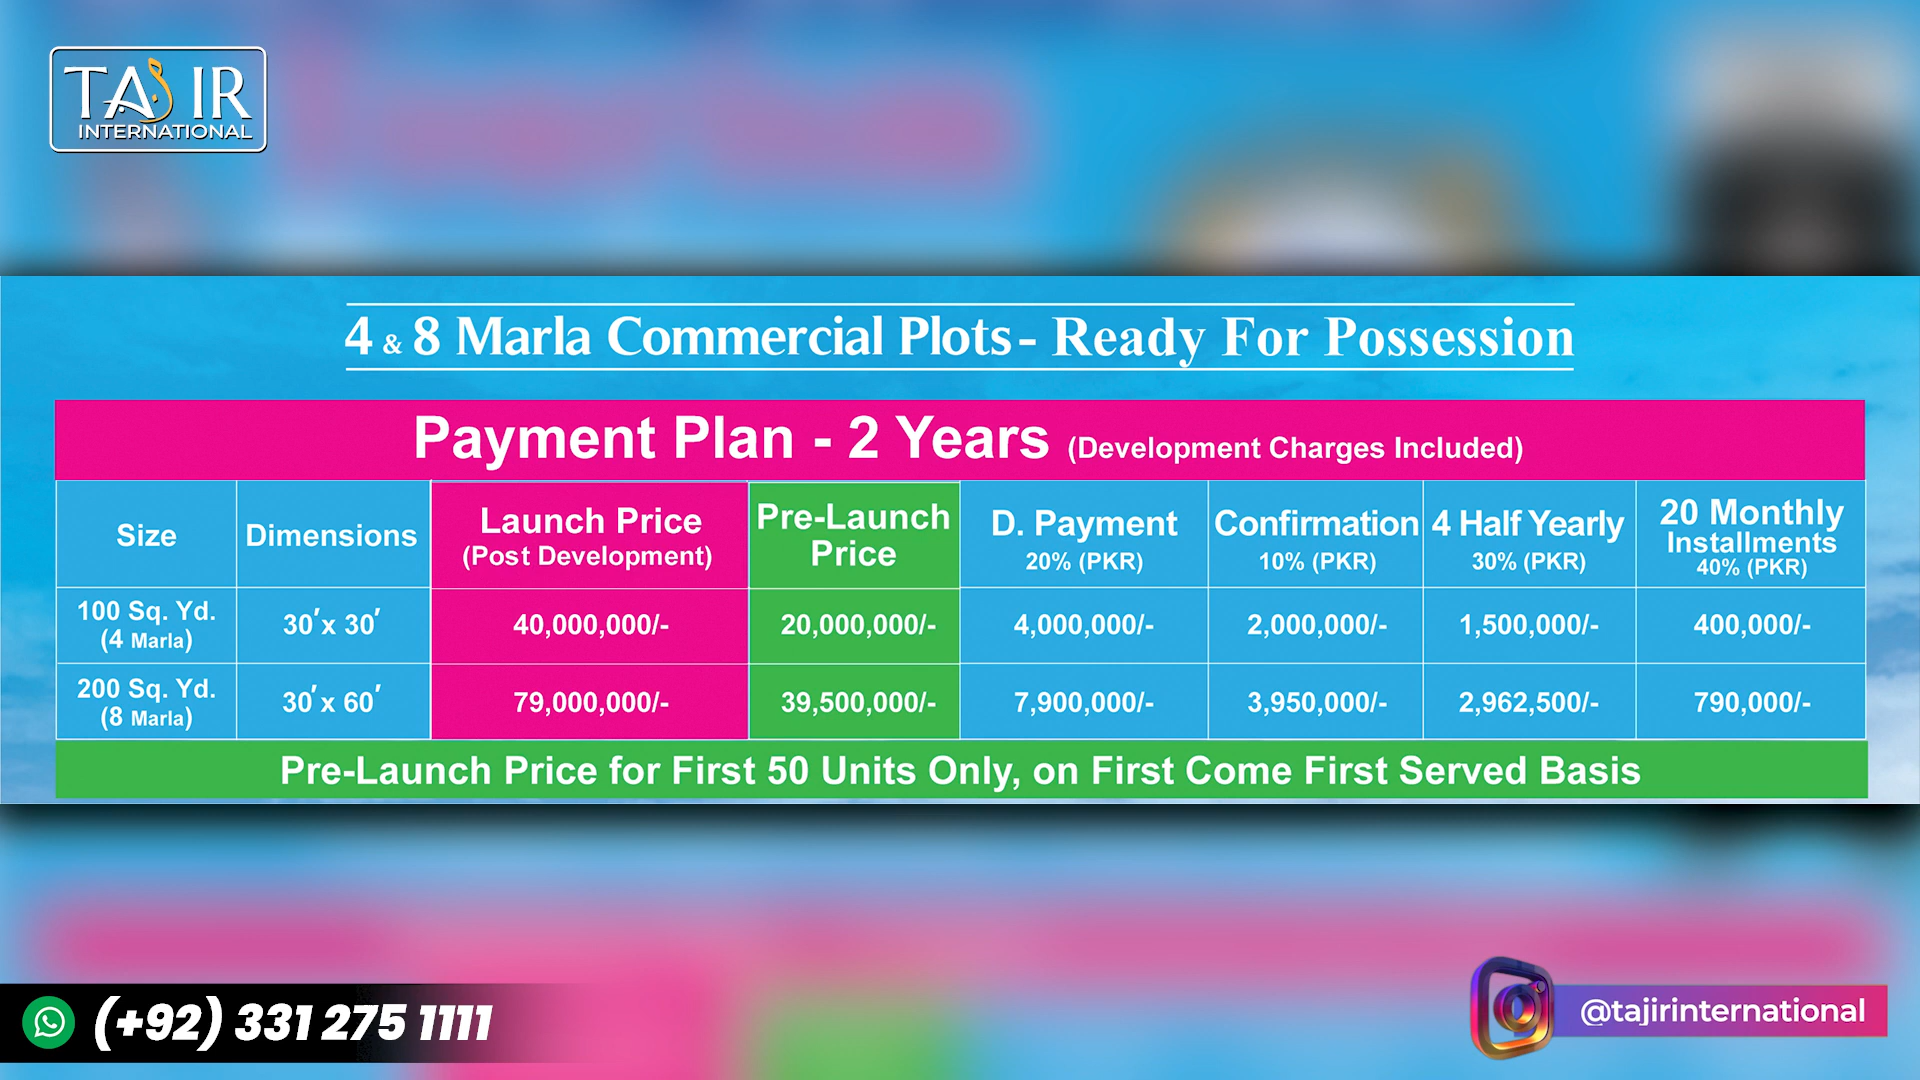 TAJIR
INTERNATIONAL
4 & 8 Marla Commercial Plots - Ready For Possession
Payment Plan - 2 Years (Development Charges Included)
Size
Dimensions
Launch Price
(Post Development)
Pre-Launch
Price
D. Payment
20% (PKR)
Confirmation
10% (PKR)
4 Half Yearly
30% (PKR)
20 Monthly
Installments
40% (PKR)
100 Sq. Yd.
(4 Marla)
30′x 30′
40,000,000/-
20,000,000/-
4,000,000/-
2,000,000/-
1,500,000/-
400,000/-
200 Sq. Yd.
(8 Marla)
30′x 60′
79,000,000/-
39,500,000/-
7,900,000/-
3,950,000/-
2,962,500/-
790,000/-
Pre-Launch Price for First 50 Units Only, on First Come First Served Basis
(+92) 331 275 1111
@tajirinternational